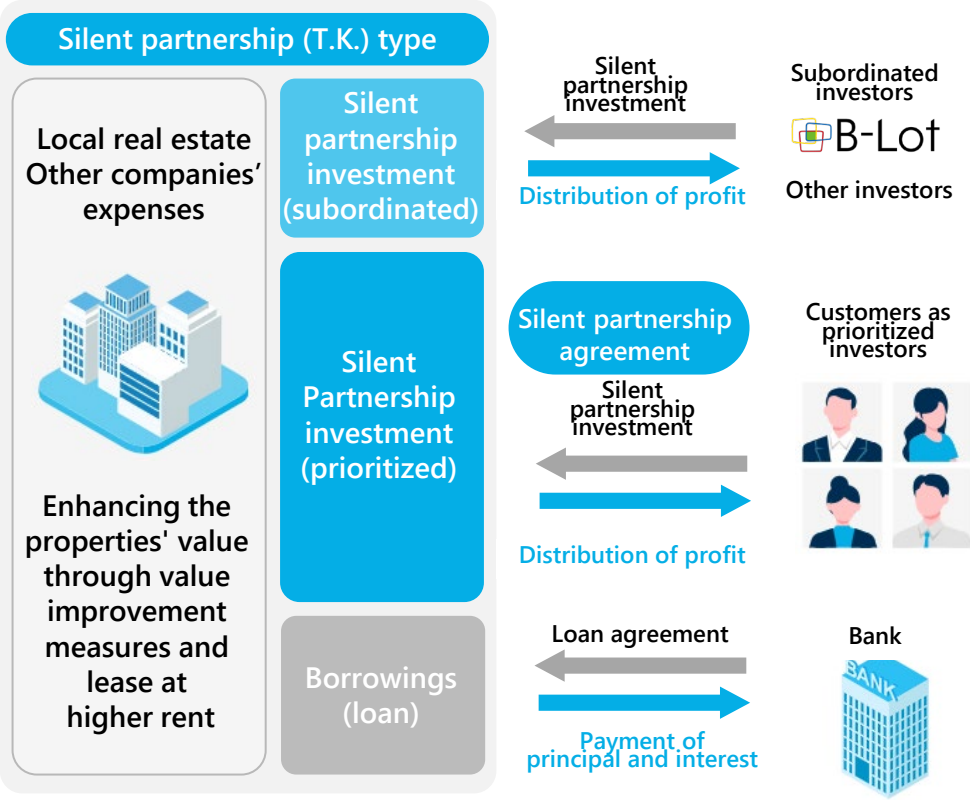 Silent partnership (T.K.) type
Local real estate
Other companies’
expenses
Enhancing the
properties' value
through value
improvement
measures and
lease at
higher rent
Silent
partnership
investment
(subordinated)
Silent
Partnership
investment
(prioritized)
Borrowings
(loan)
Silent
partnership
investment
Distribution of profit
Subordinated
investors
B-Lot
Other investors
Silent partnership
agreement
Silent
partnership
investment
Distribution of profit
Customers as
prioritized
investors
Loan agreement
Payment of
principal and interest
Bank
BANK